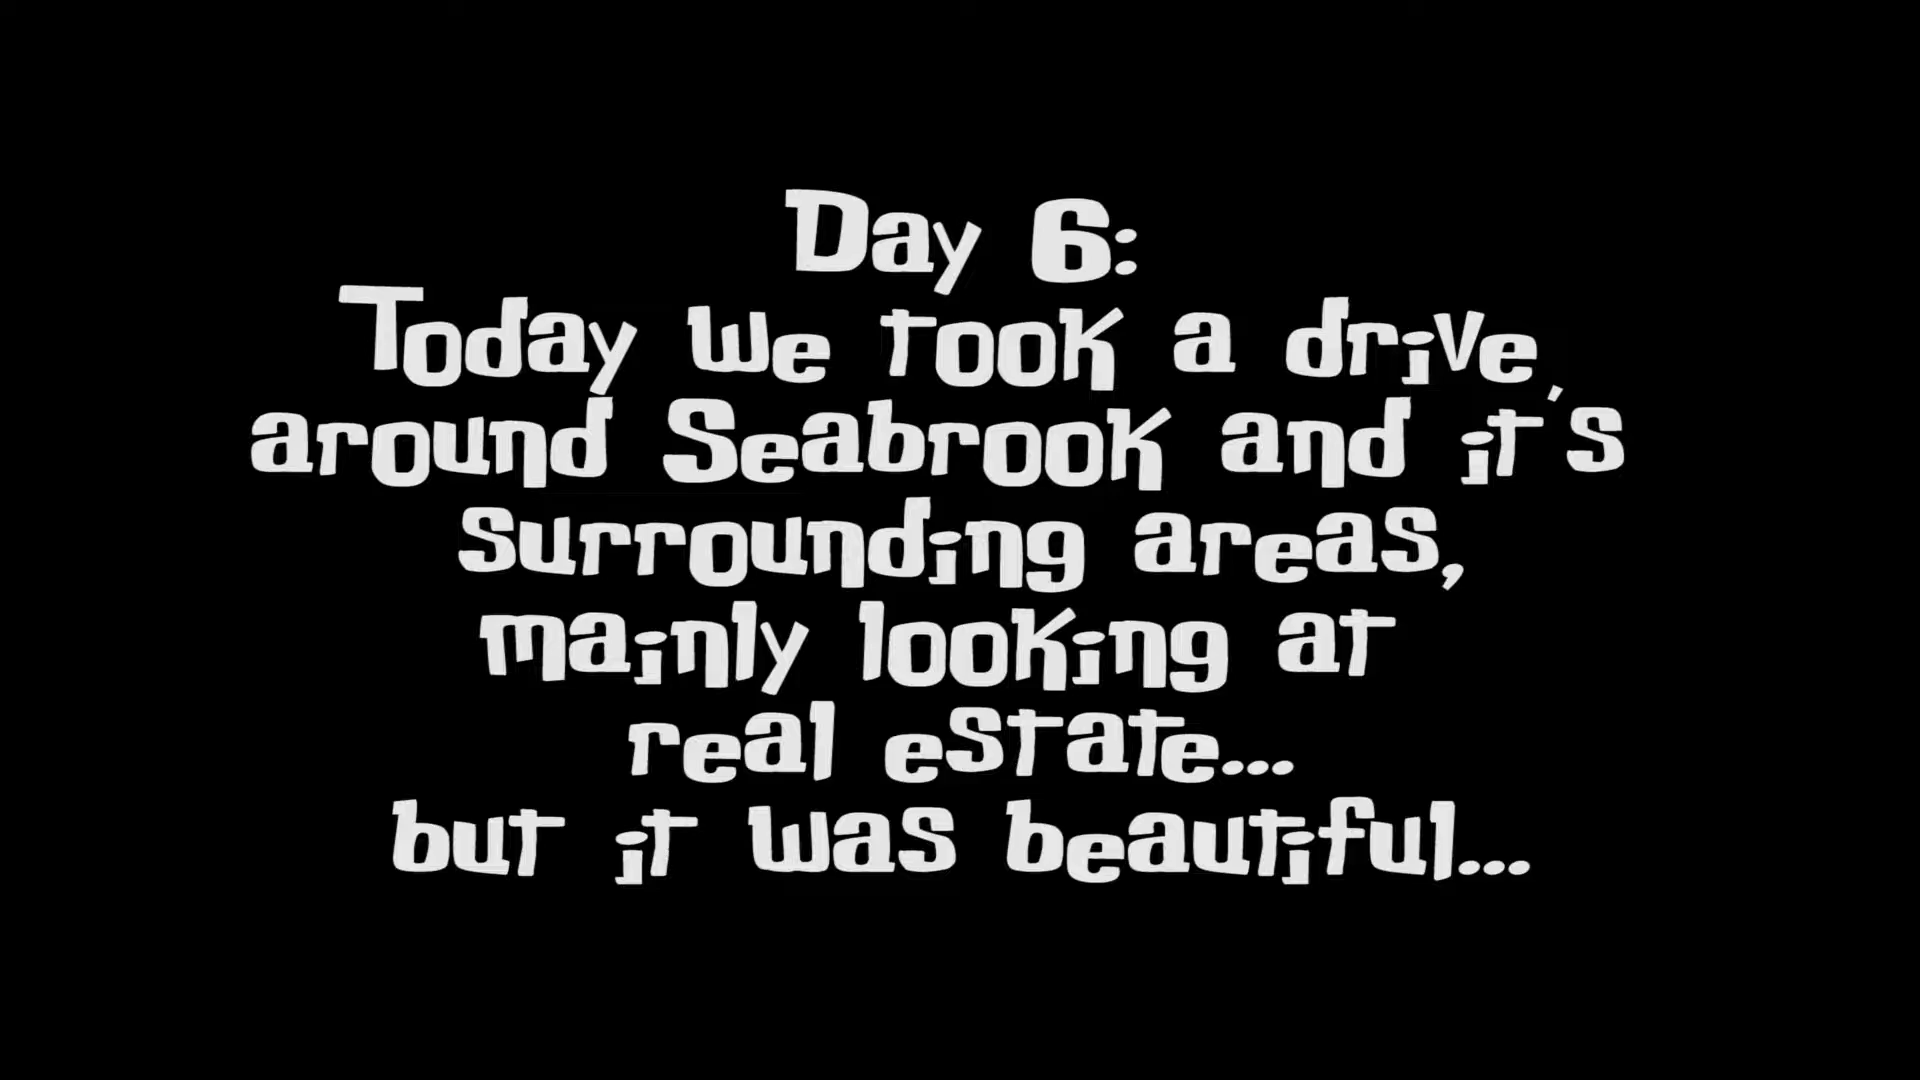 Day 6:
Today we took a drive,
around Seabrook and it's
surrounding areas,
mainly looking at
real estate...
but it was beautiful...